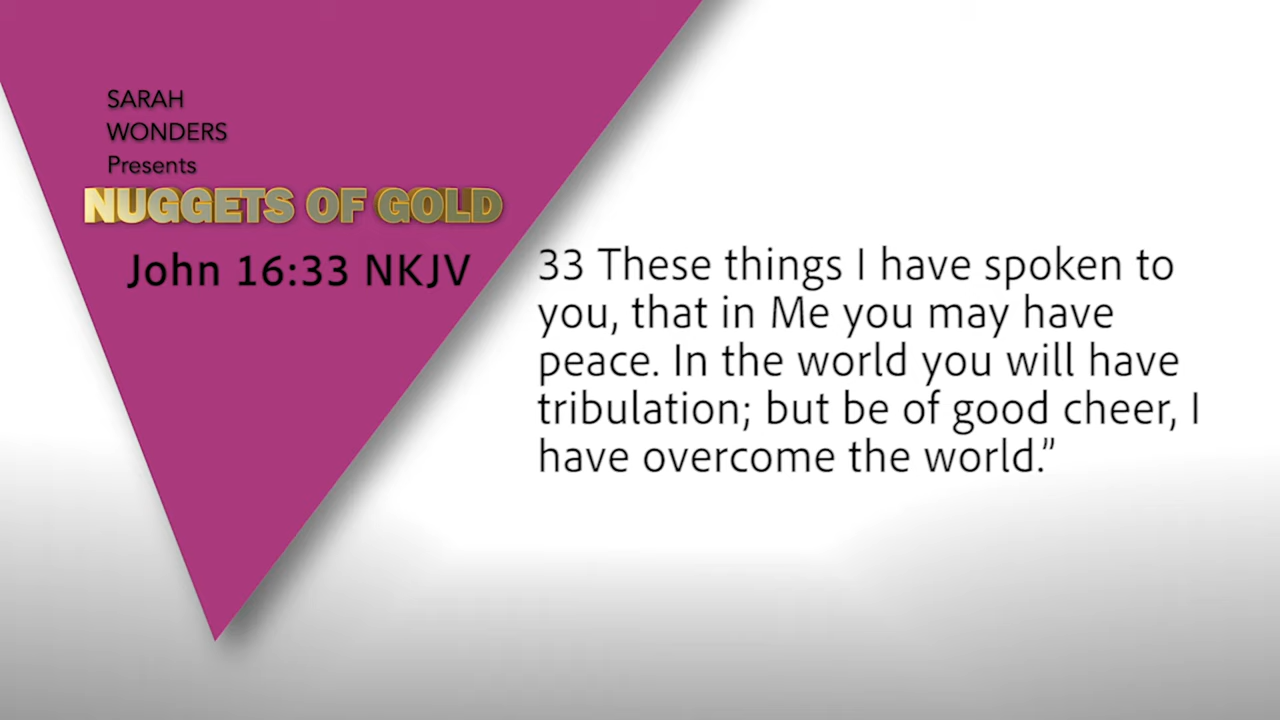 SARAH
WONDERS
Presents
NUGGETS OF GOLD
John 16:33 NKJV
33 These things I have spoken to
you, that in Me you may have
peace. In the world you will have
tribulation; but be of good cheer, I
have overcome the world.”